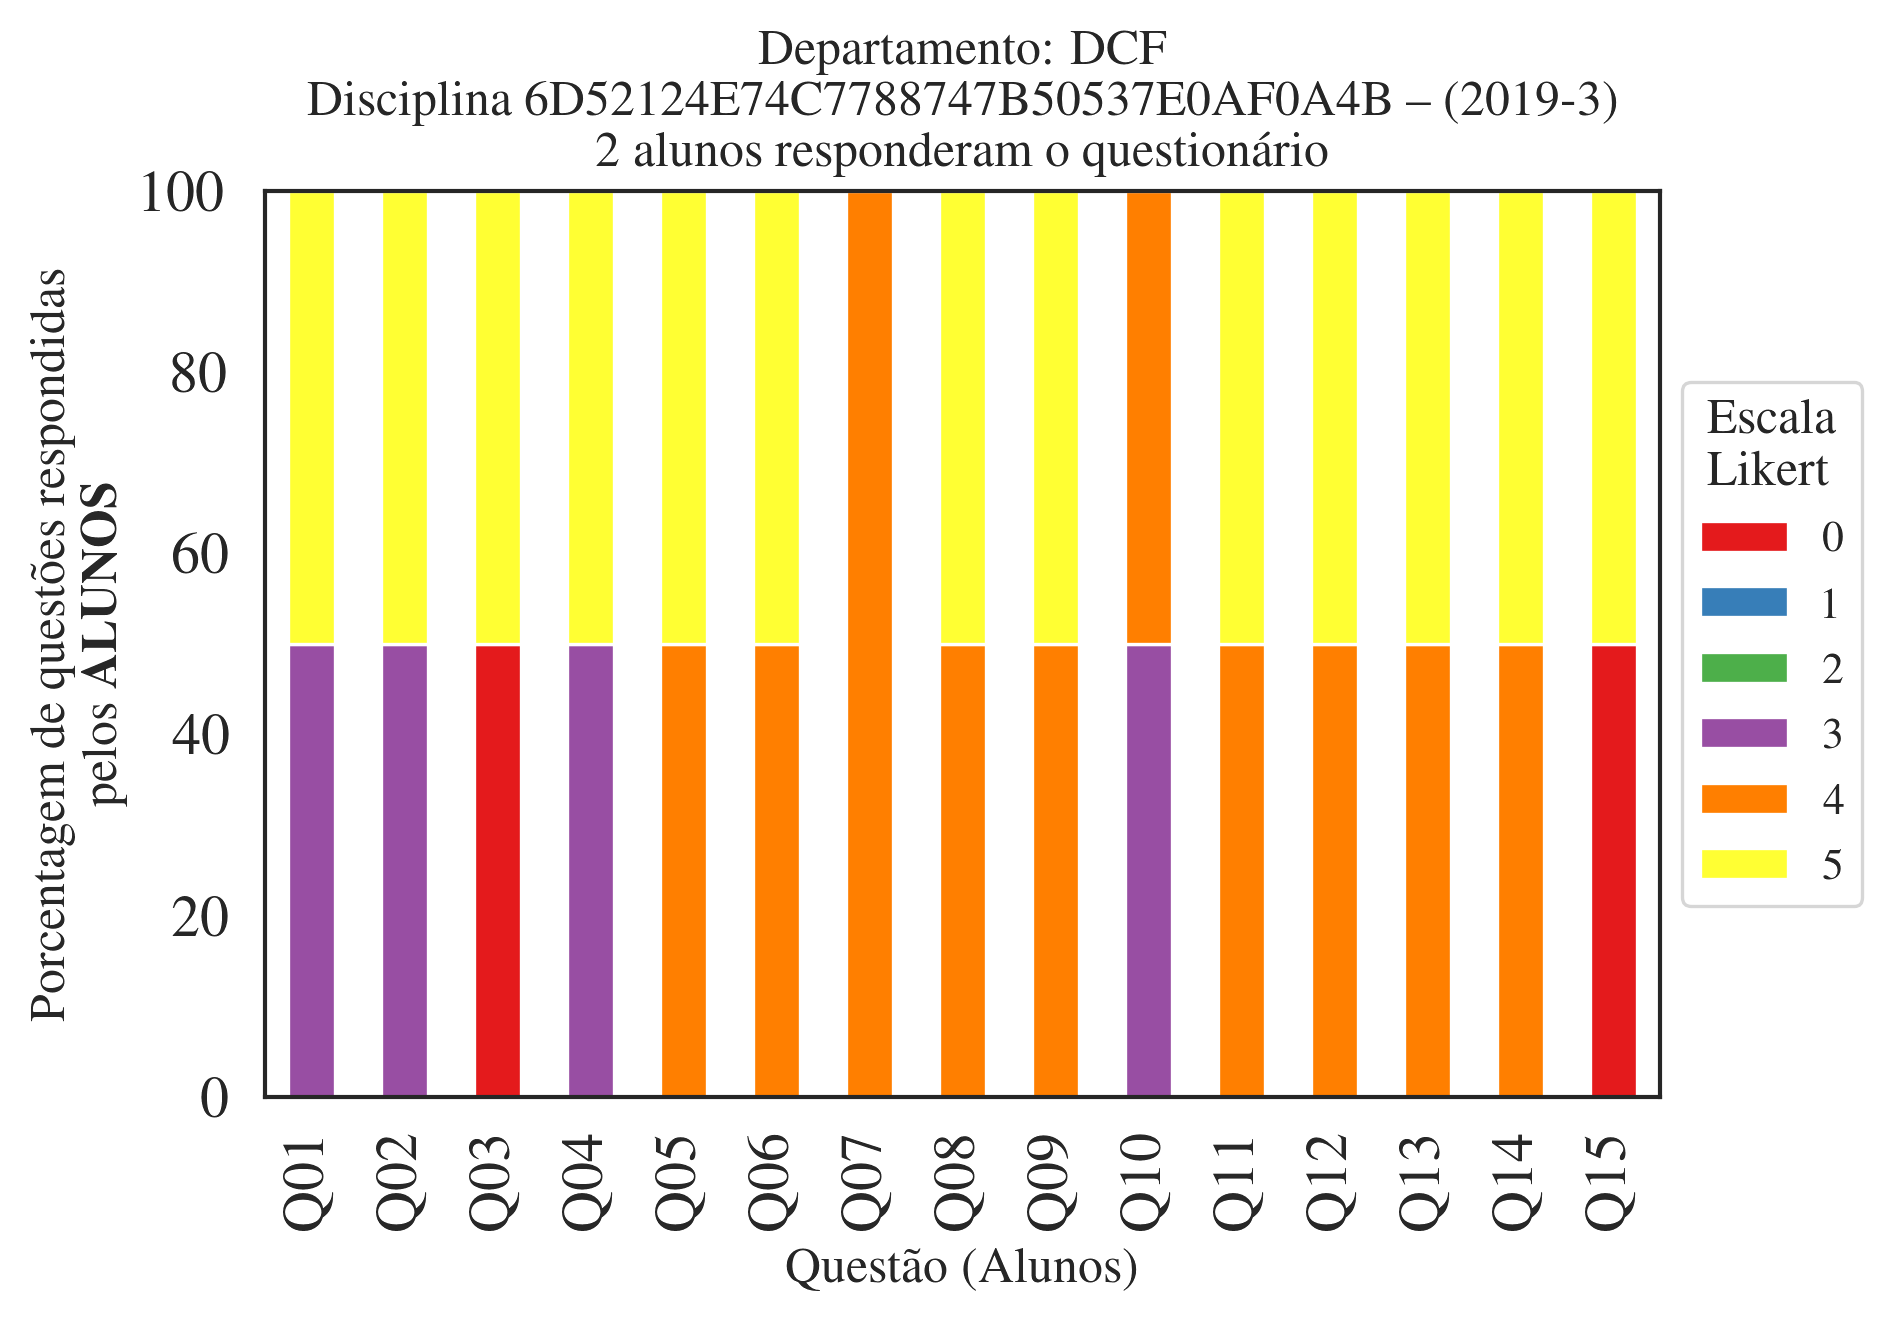 Departamento: DCF
Disciplina 6D52124E74C7788747B50537E0AF0A4B – (2019-3)
2 alunos responderam o questionário
Porcentagem de questões respondidas
pelos ALUNOS
100
80
60
40
20
0
Q01
Q02
Q03
Q04
Q05
Q06
Q07
Q08
Q09
Q10
Q11
Q12
Q13
Q14
Q15
Questão (Alunos)
Escala
Likert
0
1
2
3
4
5